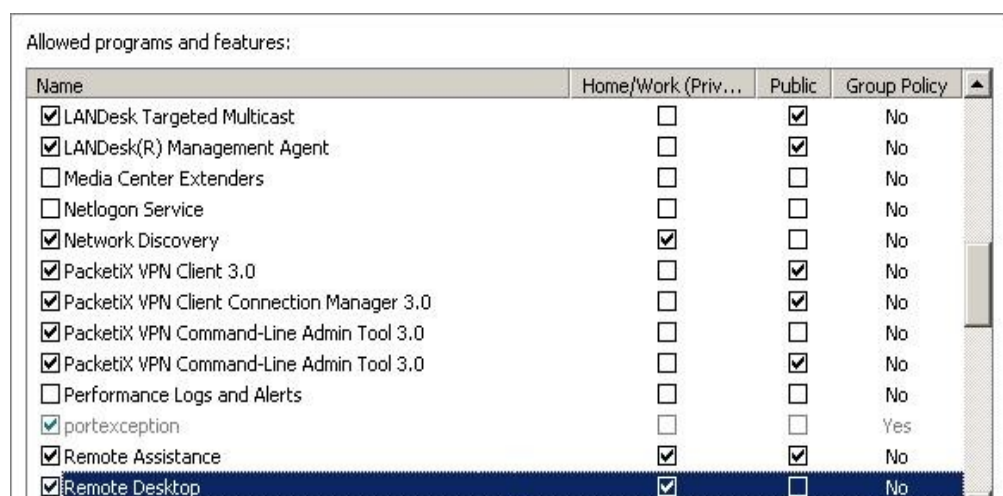 Allowed programs and features:
Name Home/Work (Priv... Public Group Policy
LANDesk Targeted Multicast No
LANDesk(R) Management Agent No
Media Center Extenders No
Netlogon Service No
Network Discovery No
PacketiX VPN Client 3.0 No
PacketiX VPN Client Connection Manager 3.0 No
PacketiX VPN Command-Line Admin Tool 3.0 No
PacketiX VPN Command-Line Admin Tool 3.0 No
Performance Logs and Alerts No
portexception Yes
Remote Assistance No
Remote Desktop No